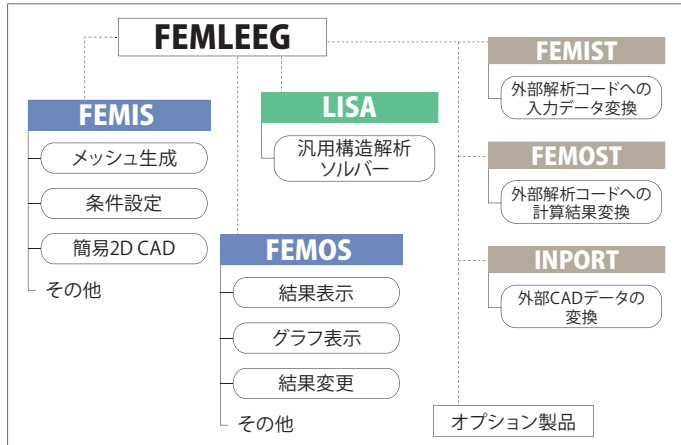 FEMLEEG
FEMIS
メッシュ生成
条件設定
簡易2D CAD
その他
LISA
汎用構造解析
ソルバー
FEMOS
結果表示
グラフ表示
結果変更
その他
FEMIST
外部解析コードへの
入力データ変換
FEMOST
外部解析コードへの
計算結果変換
INPORT
外部CADデータの
変換
オプション製品